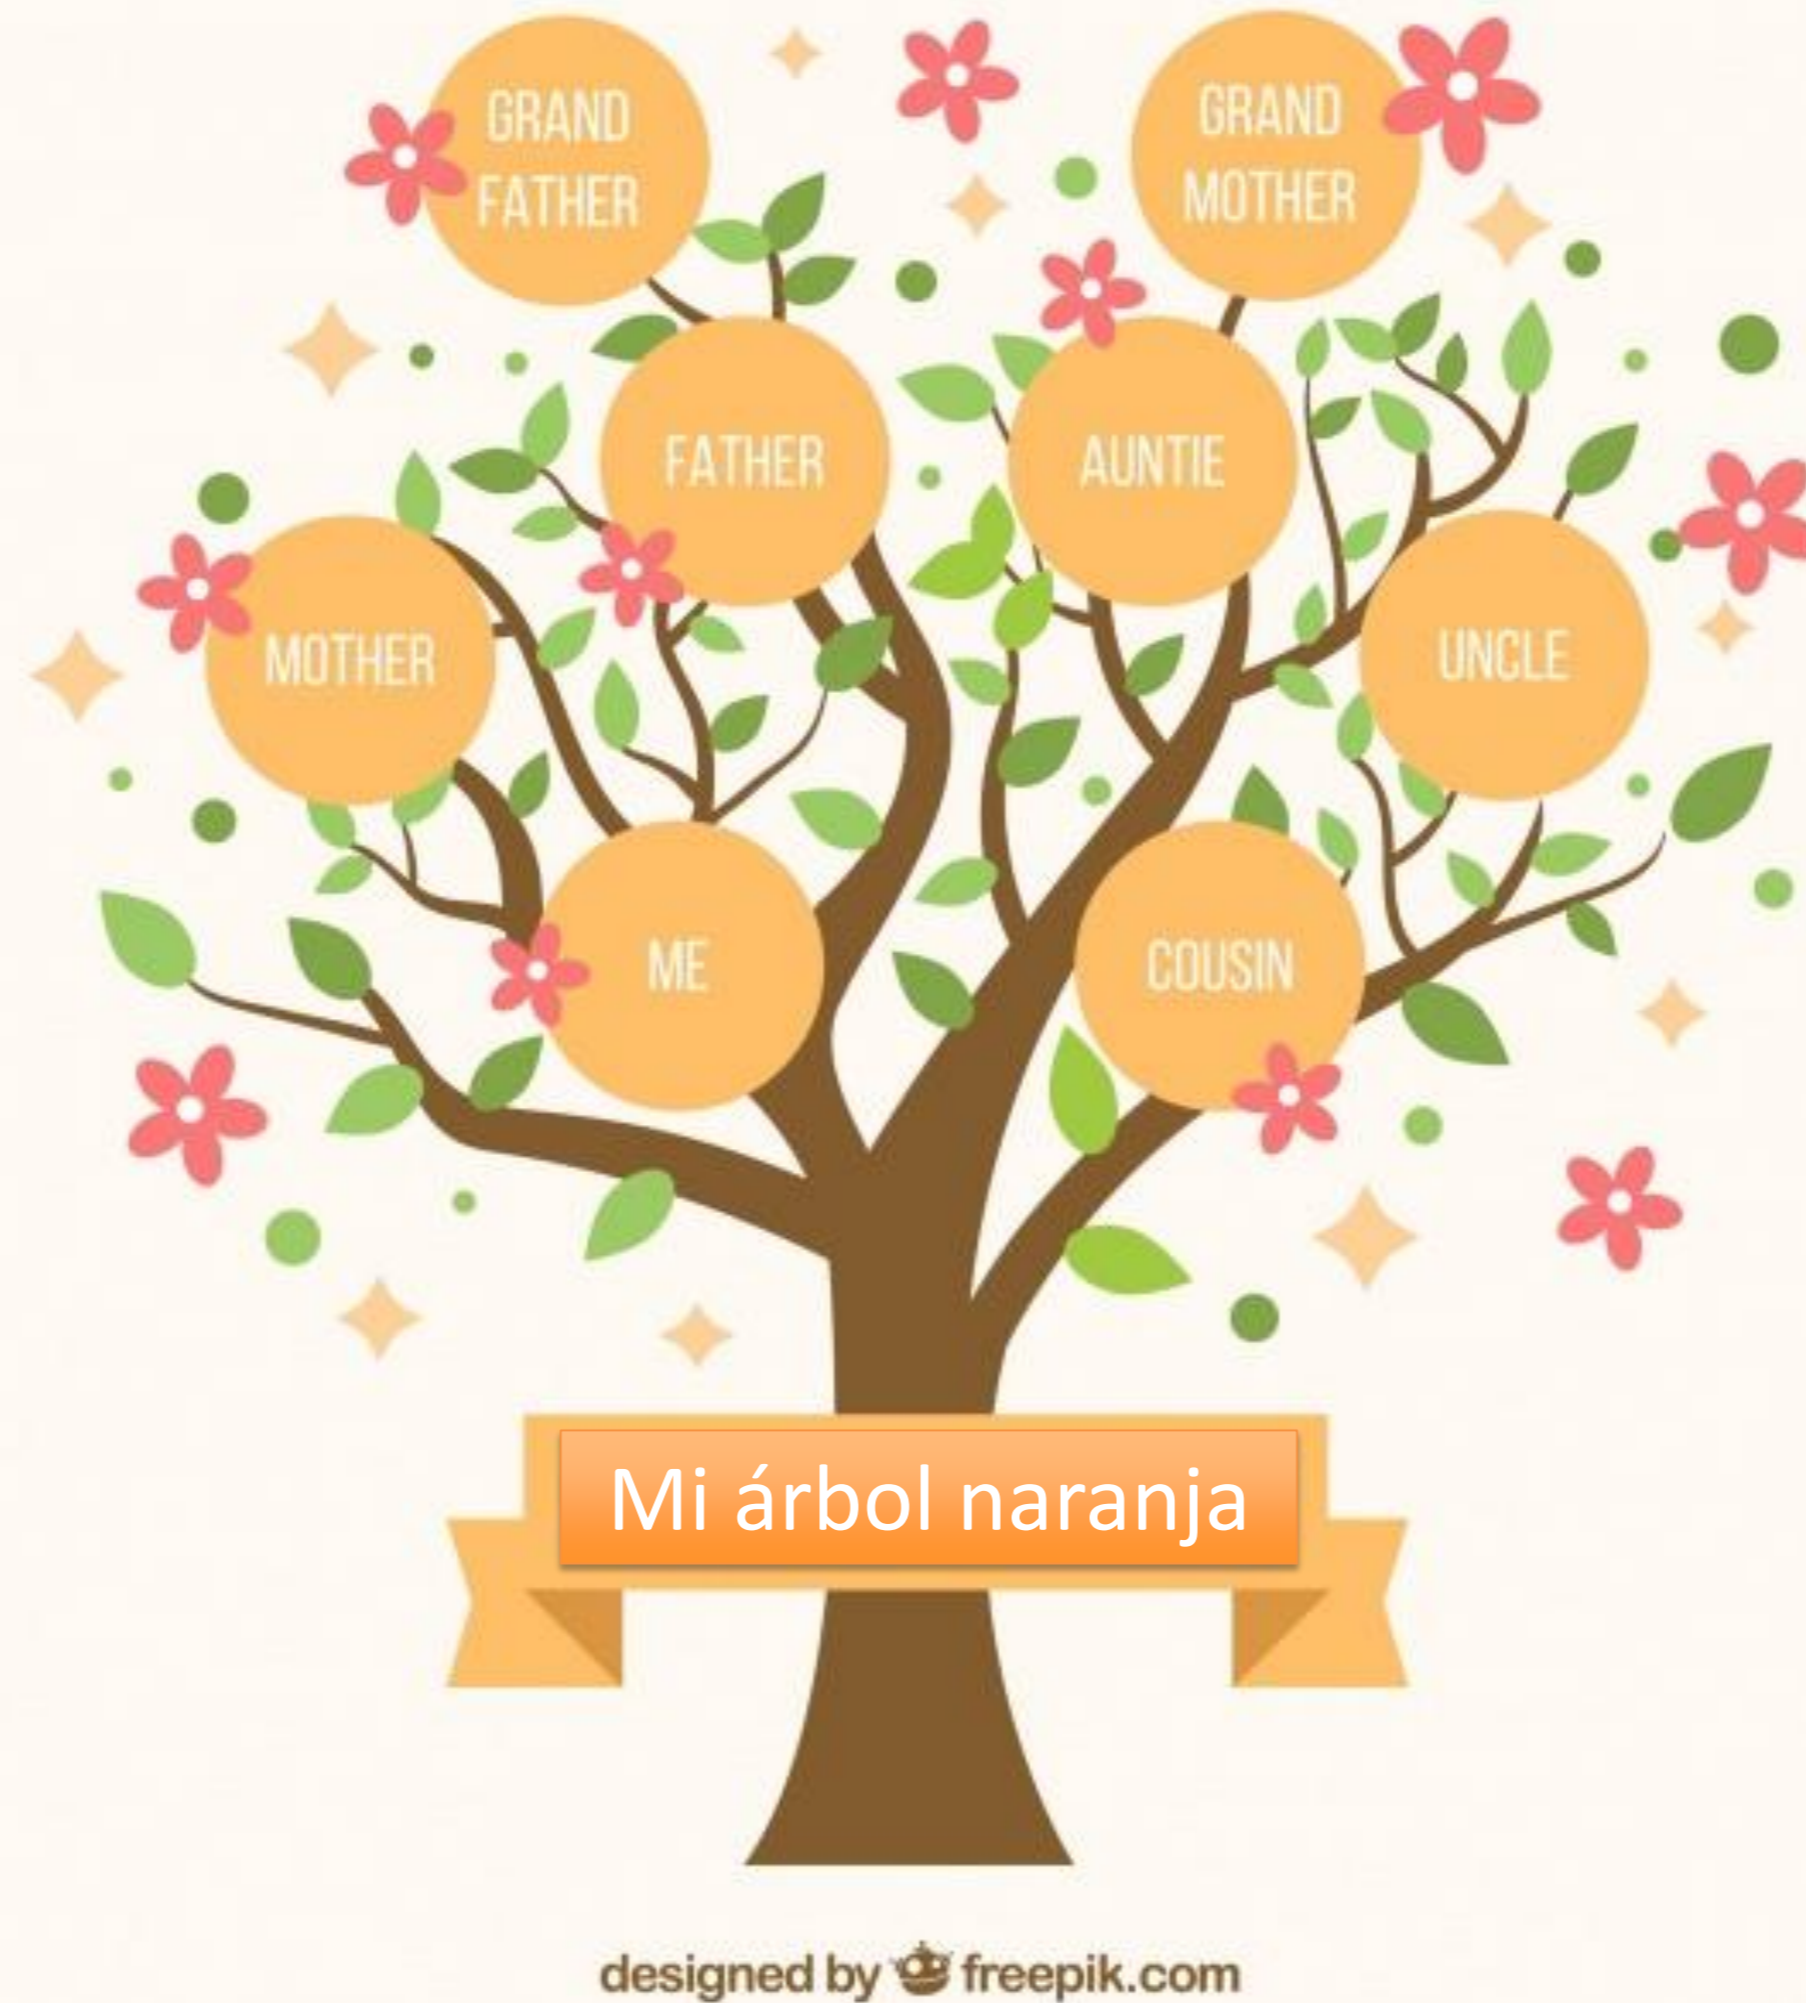 GRAND
FATHER
GRAND
MOTHER
FATHER
AUNTIE
MOTHER
UNCLE
ME
COUSIN
Mi árbol naranja
designed by freepik.com